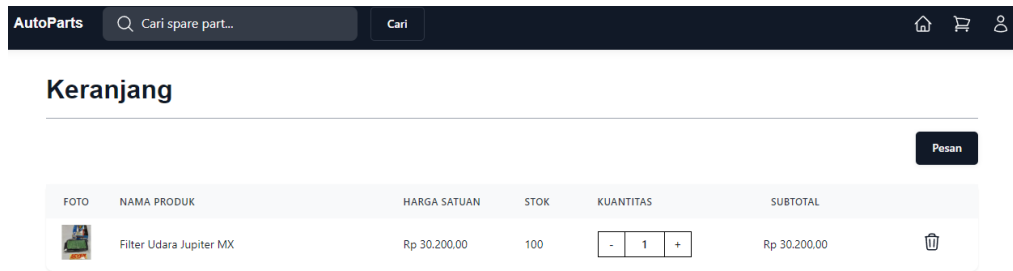 AutoParts Cari spare part... Cari
Keranjang
Pesan
FOTO NAMA PRODUK HARGA SATUAN STOK KUANTITAS SUBTOTAL
Filter Udara Jupiter MX Rp 30.200,00 100 - 1 + Rp 30.200,00